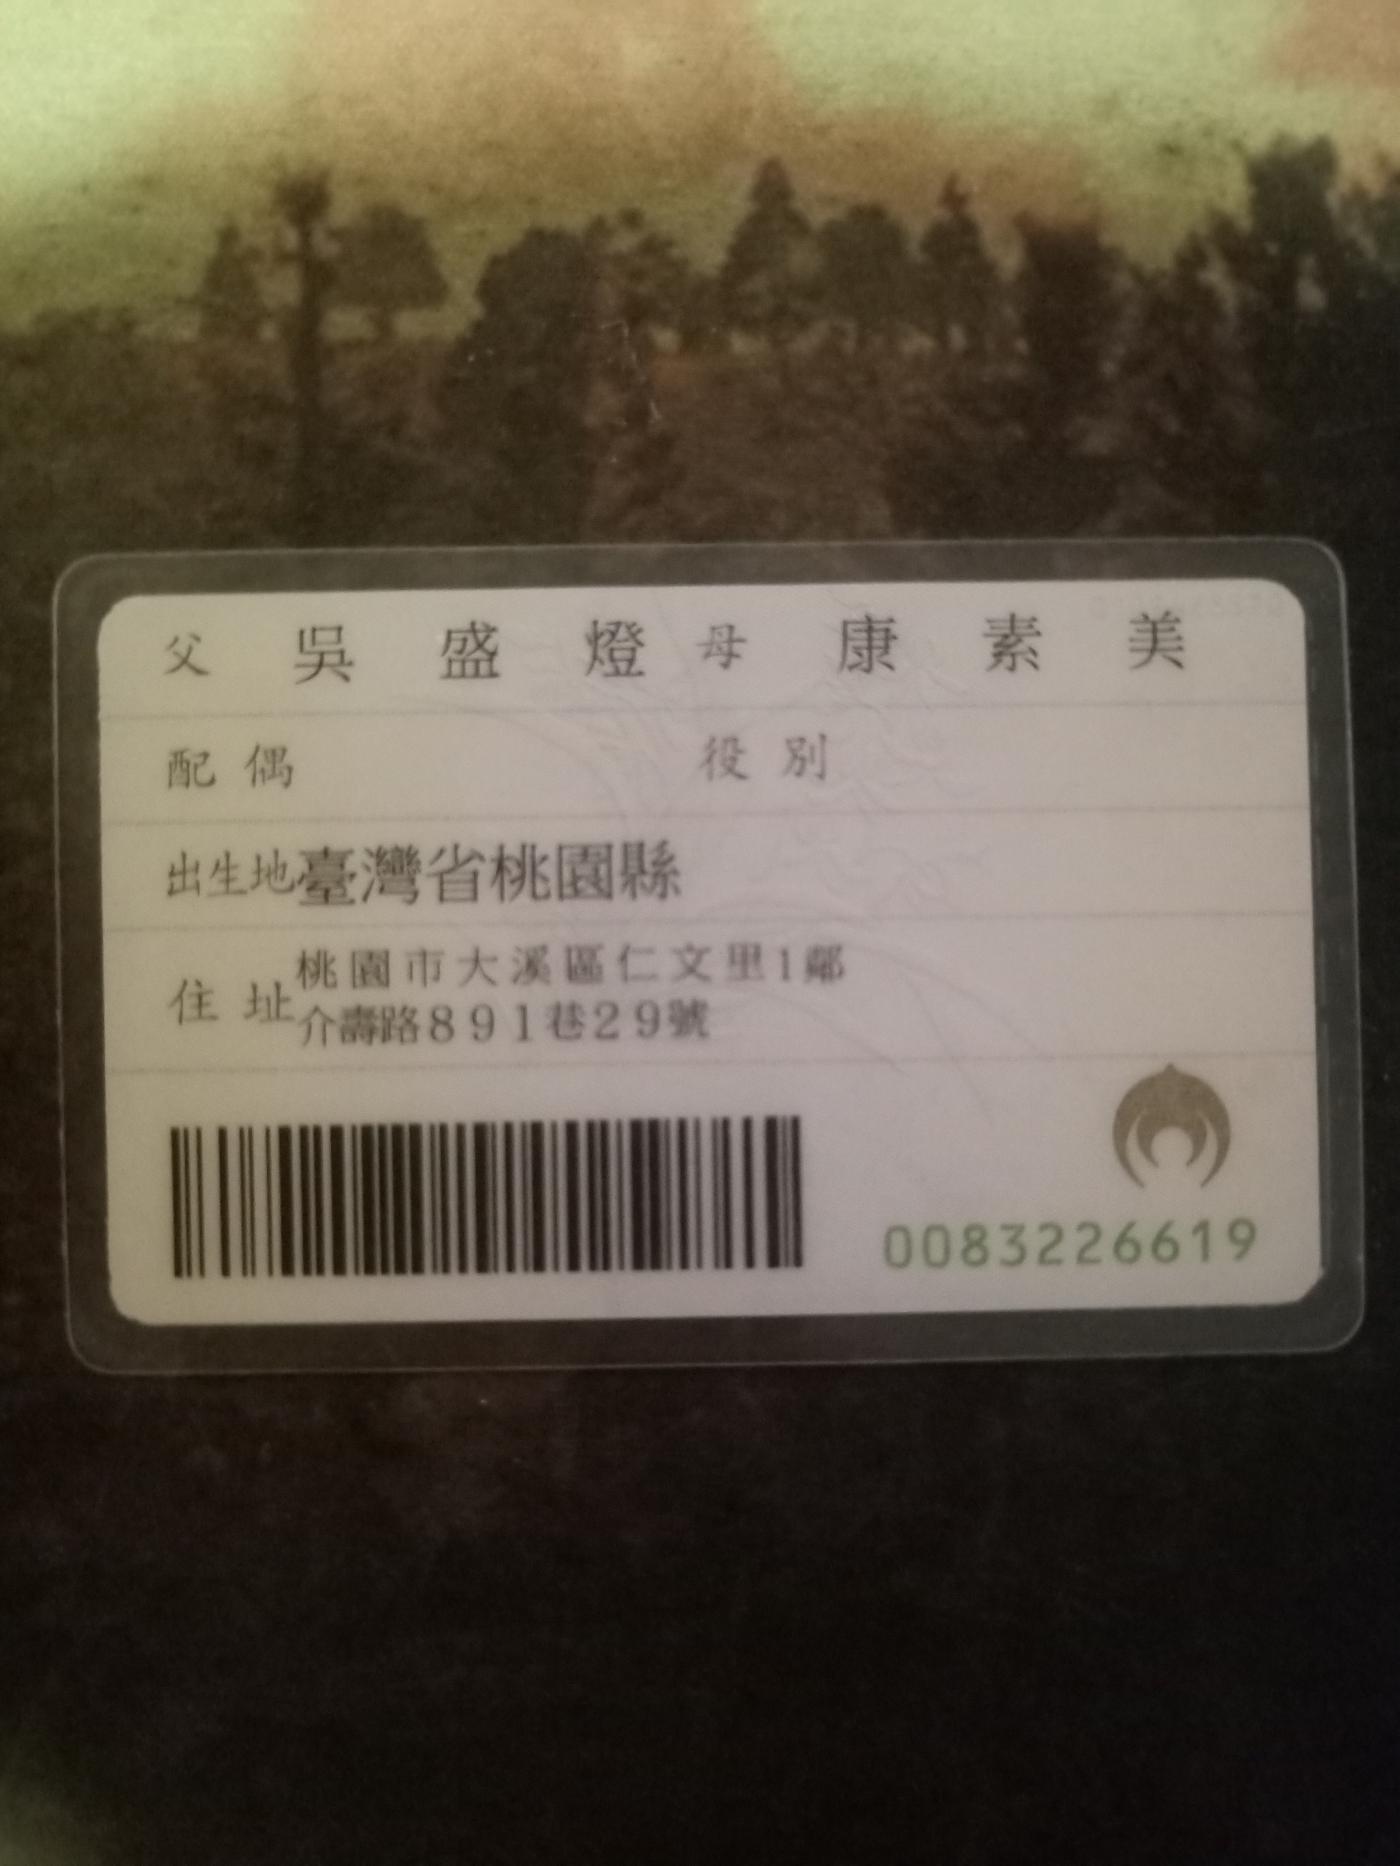 父 吳盛燈 母 康素美
配偶 役別
出生地 臺灣省桃園縣
住址 桃園市大溪區仁文里1鄰
介壽路891巷29號
0083226619